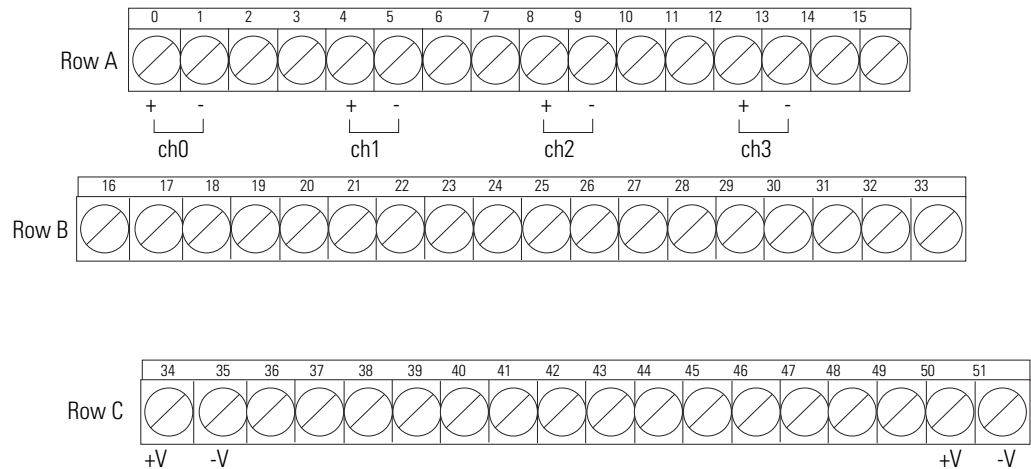 0 1 2 3 4 5 6 7 8 9 10 11 12 13 14 15
Row A
+ - + - + - + -
ch0 ch1 ch2 ch3
16 17 18 19 20 21 22 23 24 25 26 27 28 29 30 31 32 33
Row B
34 35 36 37 38 39 40 41 42 43 44 45 46 47 48 49 50 51
Row C
+V -V +V -V